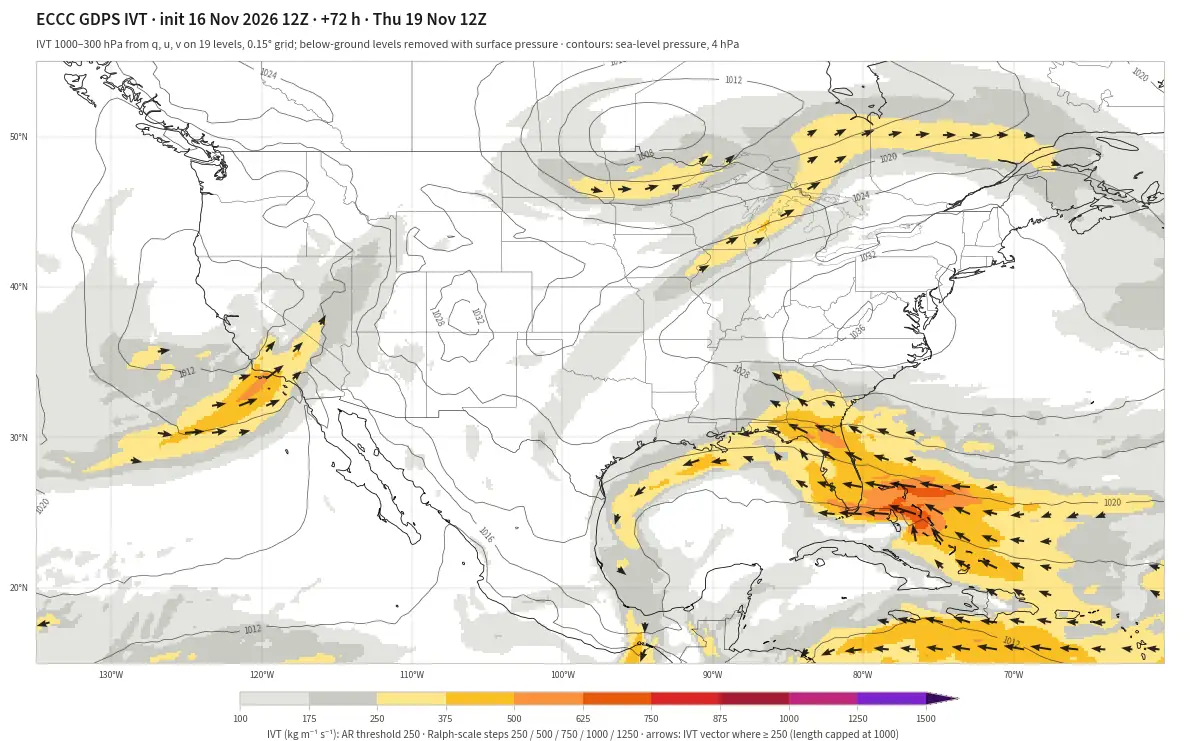 ECCC GDPS IVT · init 16 Nov 2026 12Z · +72 h · Thu 19 Nov 12Z
IVT 1000–300 hPa from q, u, v on 19 levels, 0.15° grid; below-ground levels removed with surface pressure · contours: sea-level pressure, 4 hPa
1024
1012
1020
50°N
1008
1020
1024
1032
40°N
1028
1032
1036
1012
1028
30°N
1020
1020
1016
20°N
1012
1012
130°W 120°W 110°W 100°W 90°W 80°W 70°W
100 175 250 375 500 625 750 875 1000 1250 1500
IVT (kg m⁻¹ s⁻¹): AR threshold 250 · Ralph-scale steps 250 / 500 / 750 / 1000 / 1250 · arrows: IVT vector where ≥ 250 (length capped at 1000)